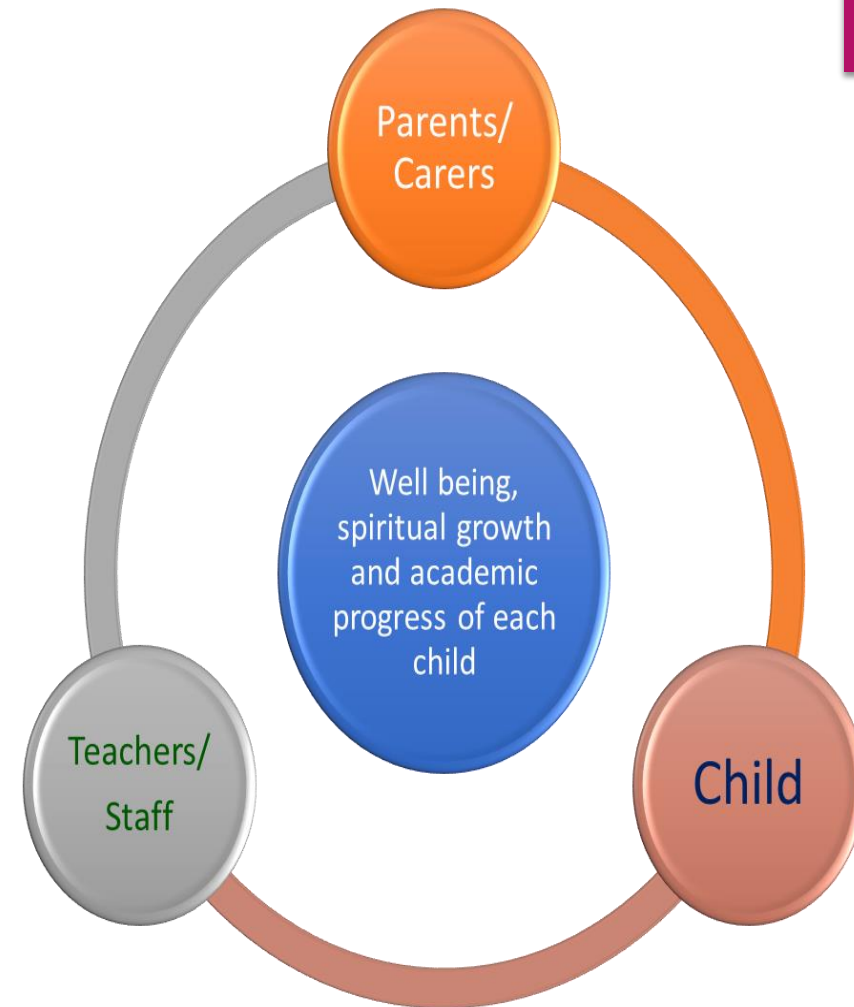 Parents/
Carers
Well being,
spiritual growth
and academic
progress of each
child
Teachers/
Staff
Child